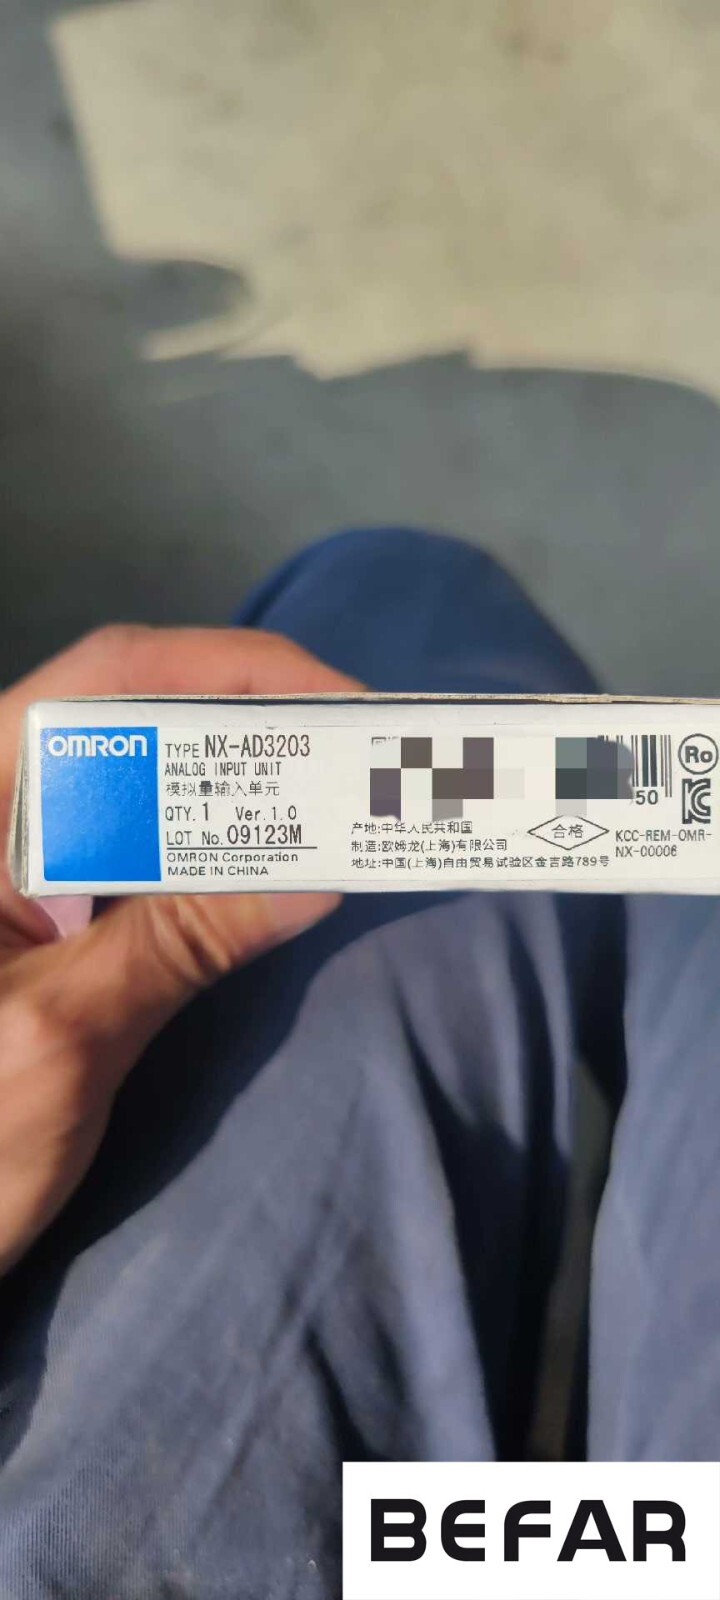 OMRON
TYPE NX-AD3203
ANALOG INPUT UNIT
模拟量输入单元
QTY. 1 Ver.1.0
LOT No. 09123M
OMRON Corporation
MADE IN CHINA
50
产地:中华人民共和国
制造:欧姆龙(上海)有限公司
地址:中国(上海)自由贸易试验区金吉路789号
合格
Ro
KCC-REM-OMR-
NX-00006
BEFAR